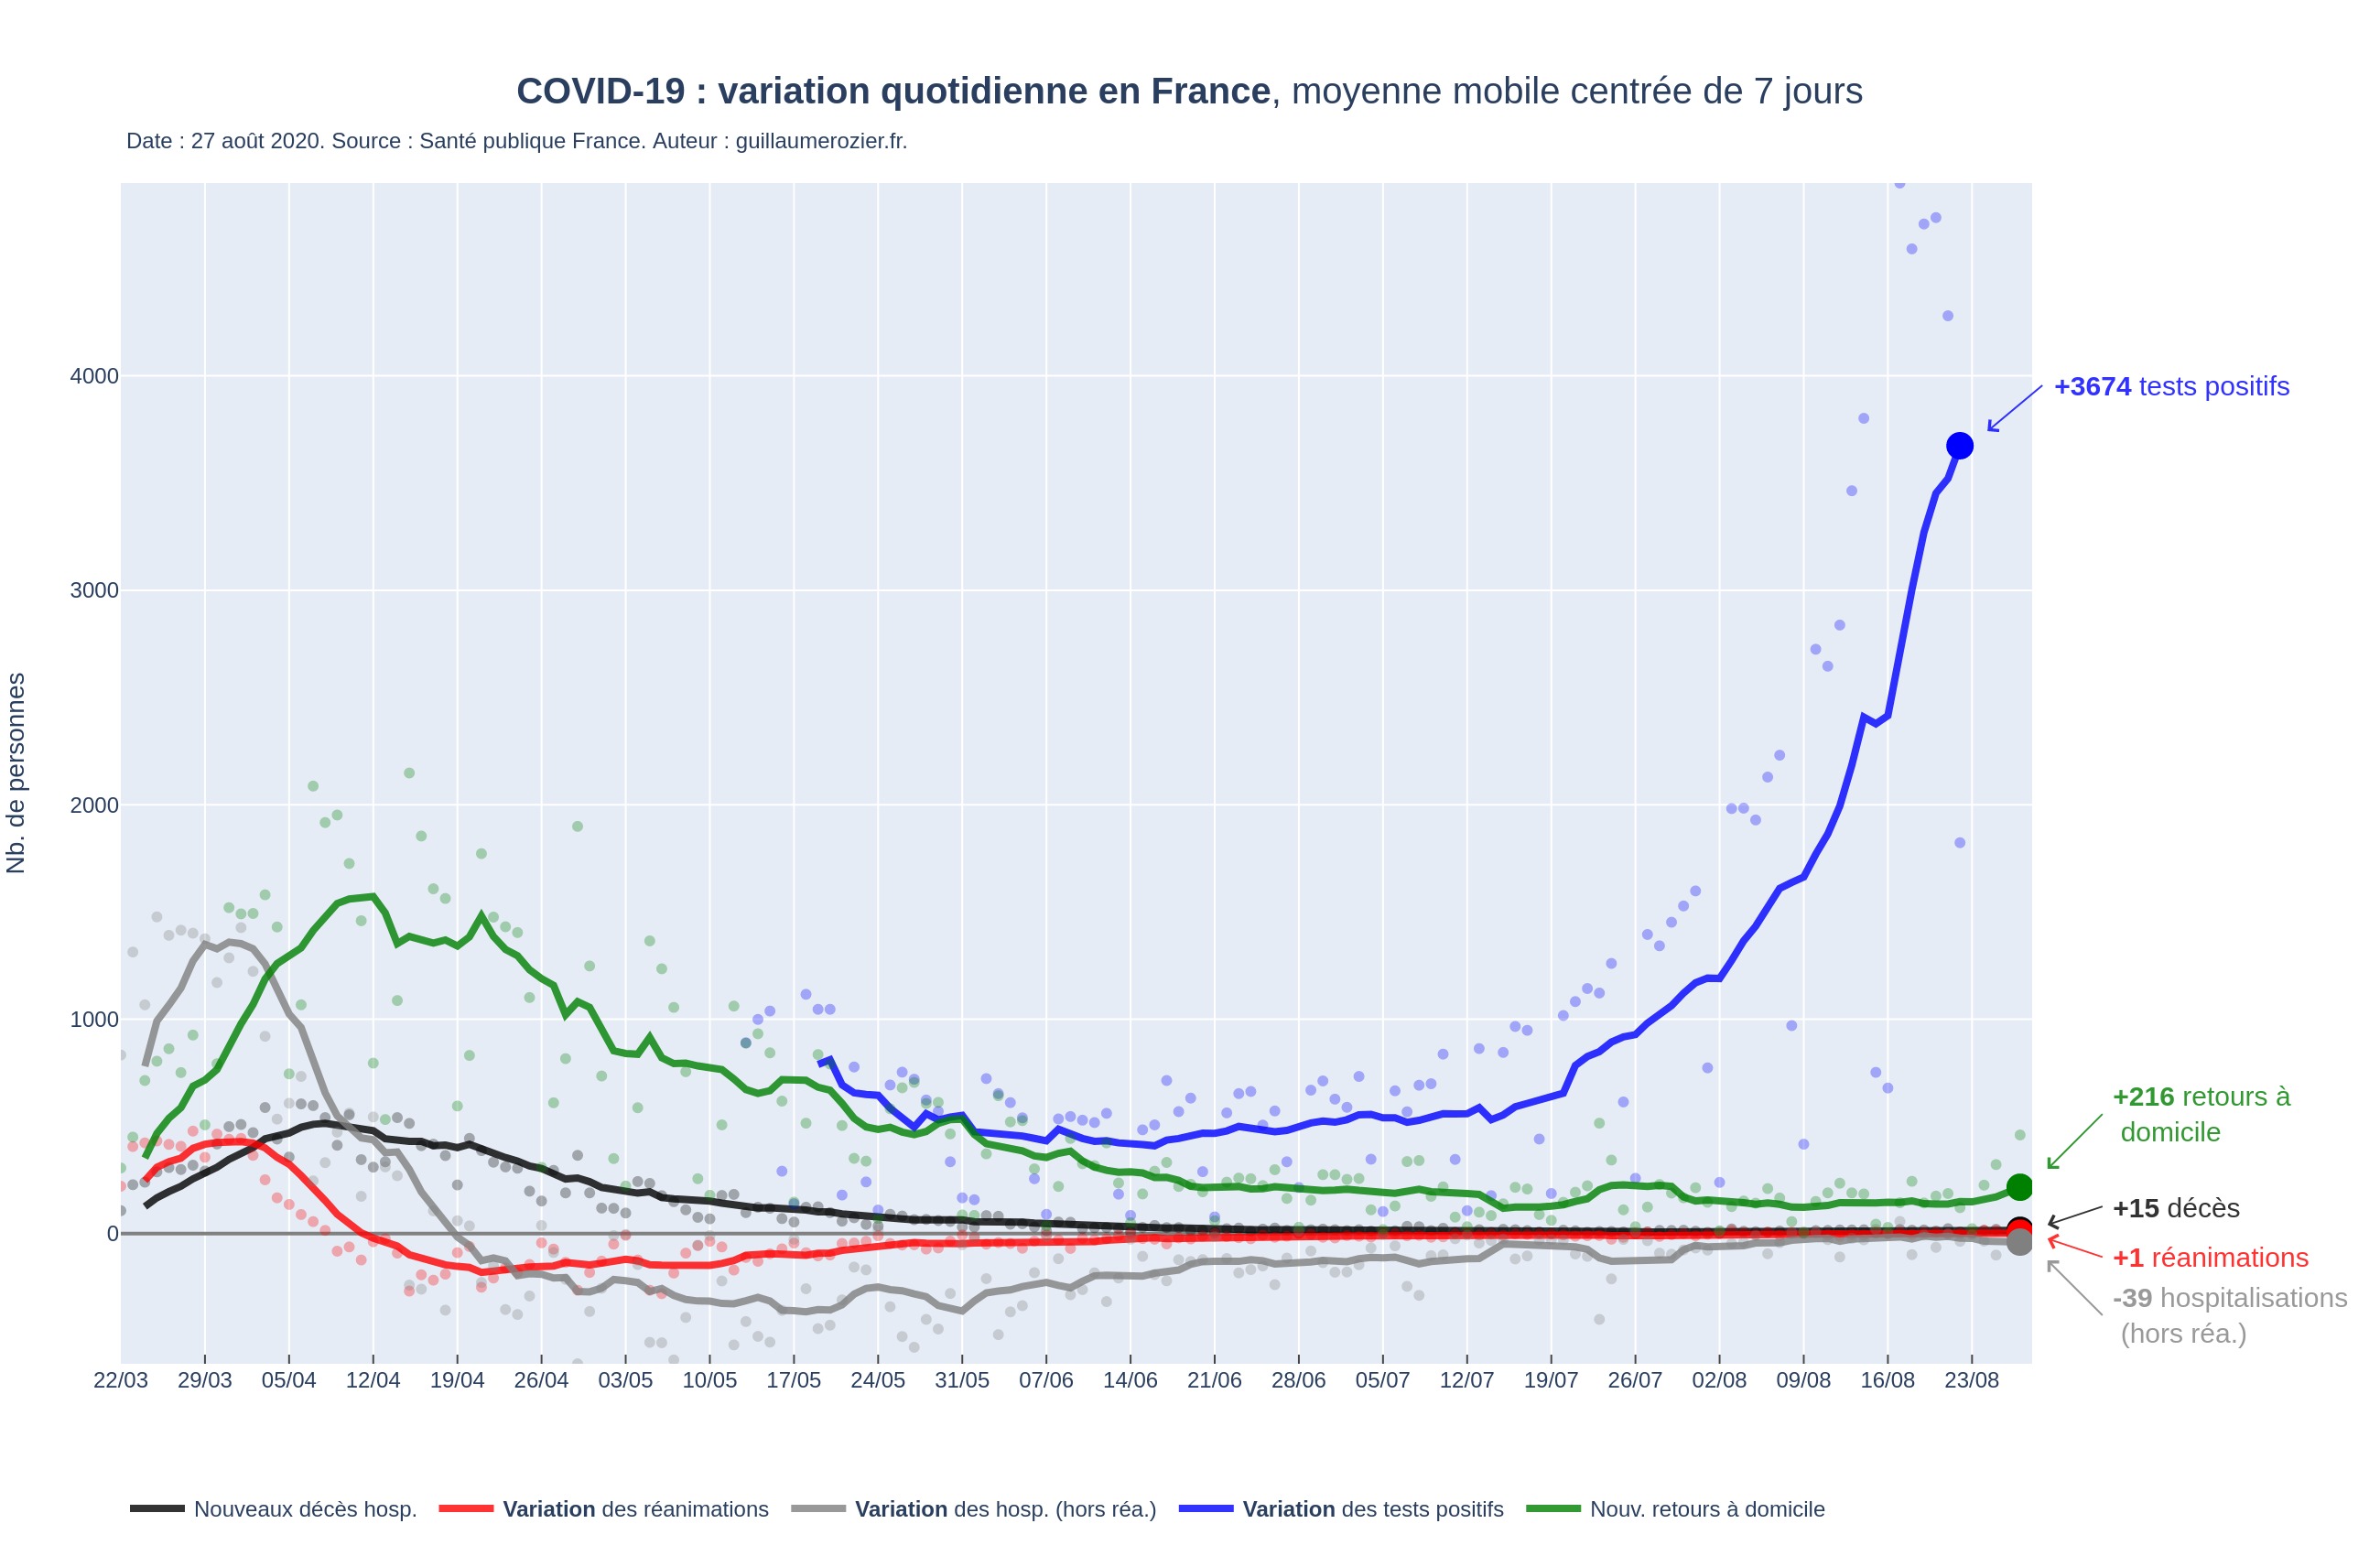 COVID-19 : variation quotidienne en France, moyenne mobile centrée de 7 jours
Date : 27 août 2020. Source : Santé publique France. Auteur : guillaumerozier.fr.
Nb. de personnes
4000
3000
2000
1000
0
+3674 tests positifs
+216 retours à
domicile
+15 décès
+1 réanimations
-39 hospitalisations
(hors réa.)
22/03 29/03 05/04 12/04 19/04 26/04 03/05 10/05 17/05 24/05 31/05 07/06 14/06 21/06 28/06 05/07 12/07 19/07 26/07 02/08 09/08 16/08 23/08
Nouveaux décès hosp. Variation des réanimations Variation des hosp. (hors réa.) Variation des tests positifs Nouv. retours à domicile